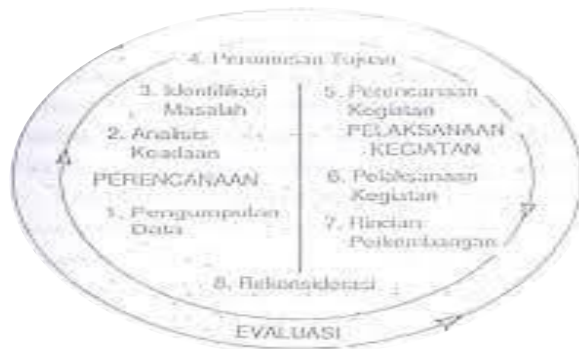 4. Perumusan Tujuan
3. Identifikasi
Masalah
5. Perencanaan
Kegiatan
2. Analisis
Keadaan
PELAKSANAAN
KEGIATAN
PERENCANAAN
6. Pelaksanaan
Kegiatan
1. Pengumpulan
Data
7. Rincian
Perkembangan
8. Rekonsiderasi
EVALUASI